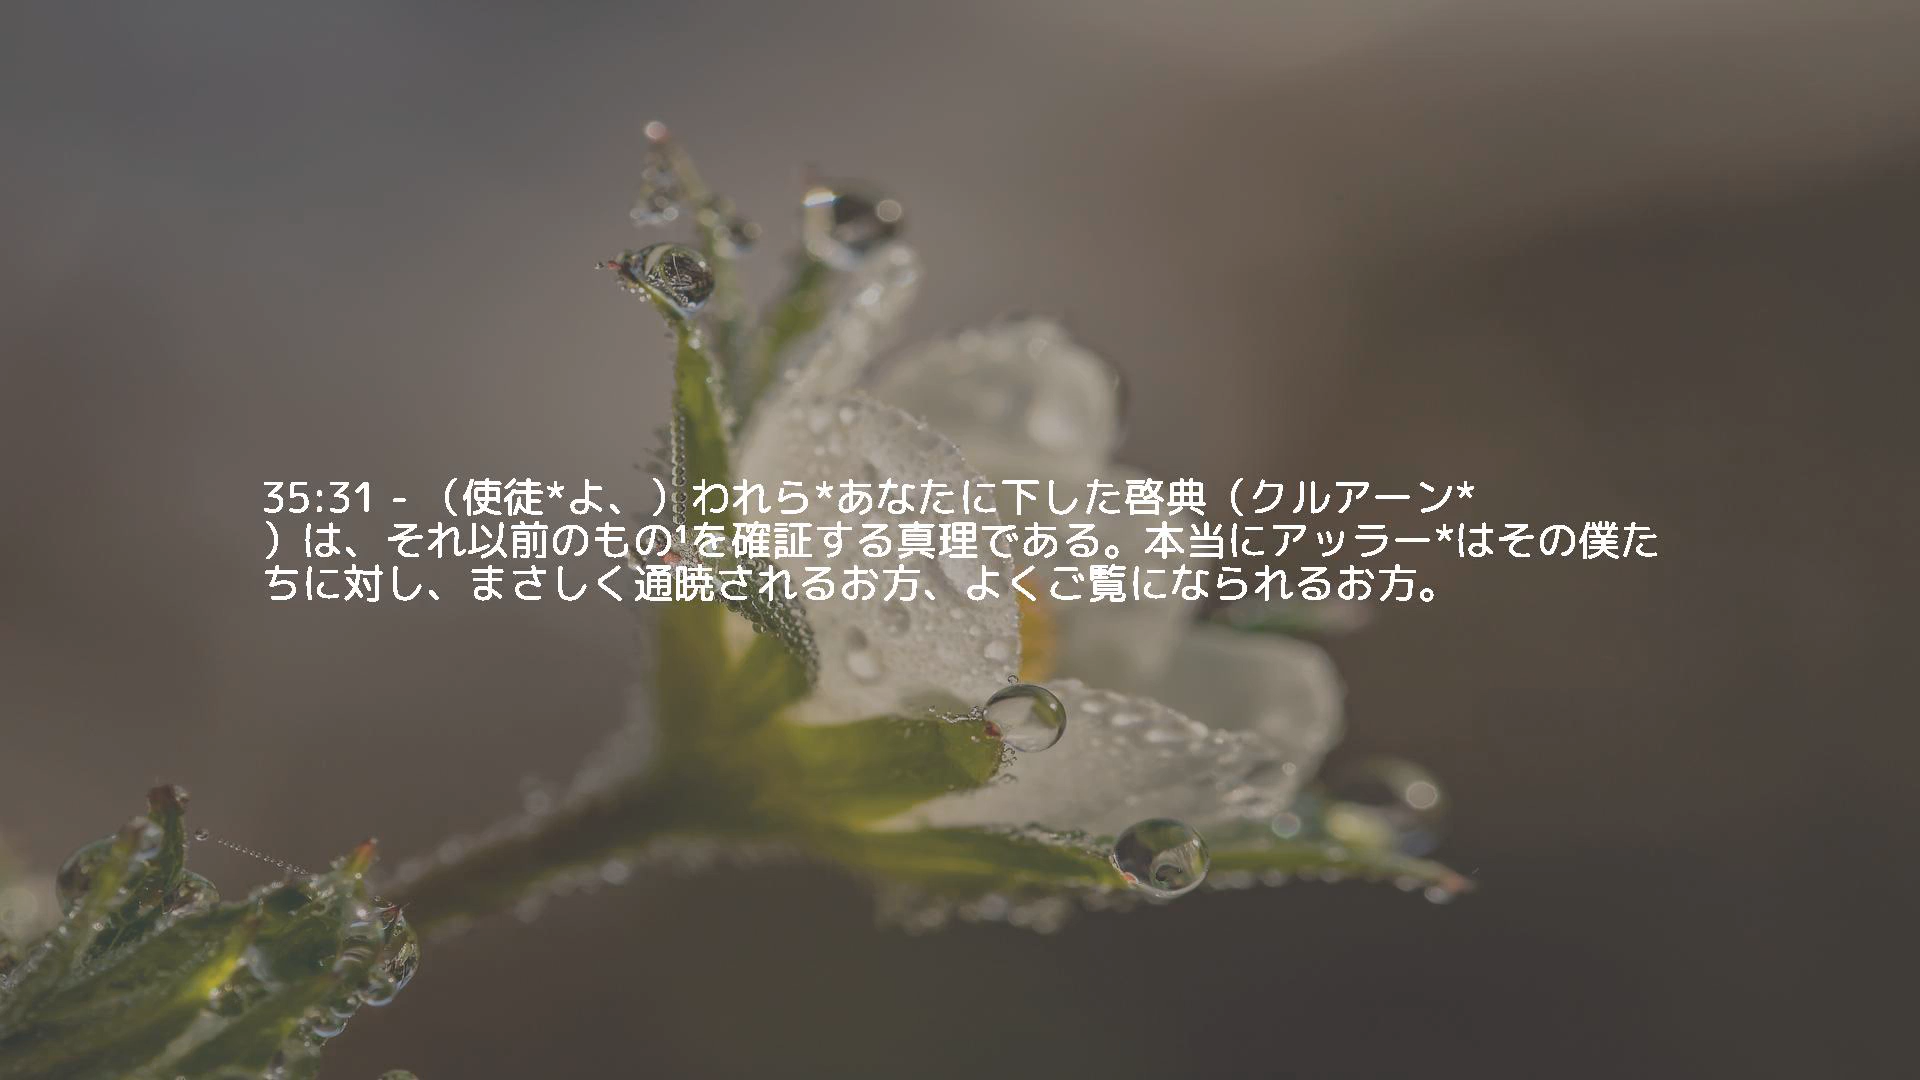 35:31 - （使徒*よ、）われら*あなたに下した啓典（クルアーン*
）は、それ以前のもの¹を確証する真理である。本当にアッラー*はその僕た
ちに対し、まさしく通暁されるお方、よくご覧になられるお方。